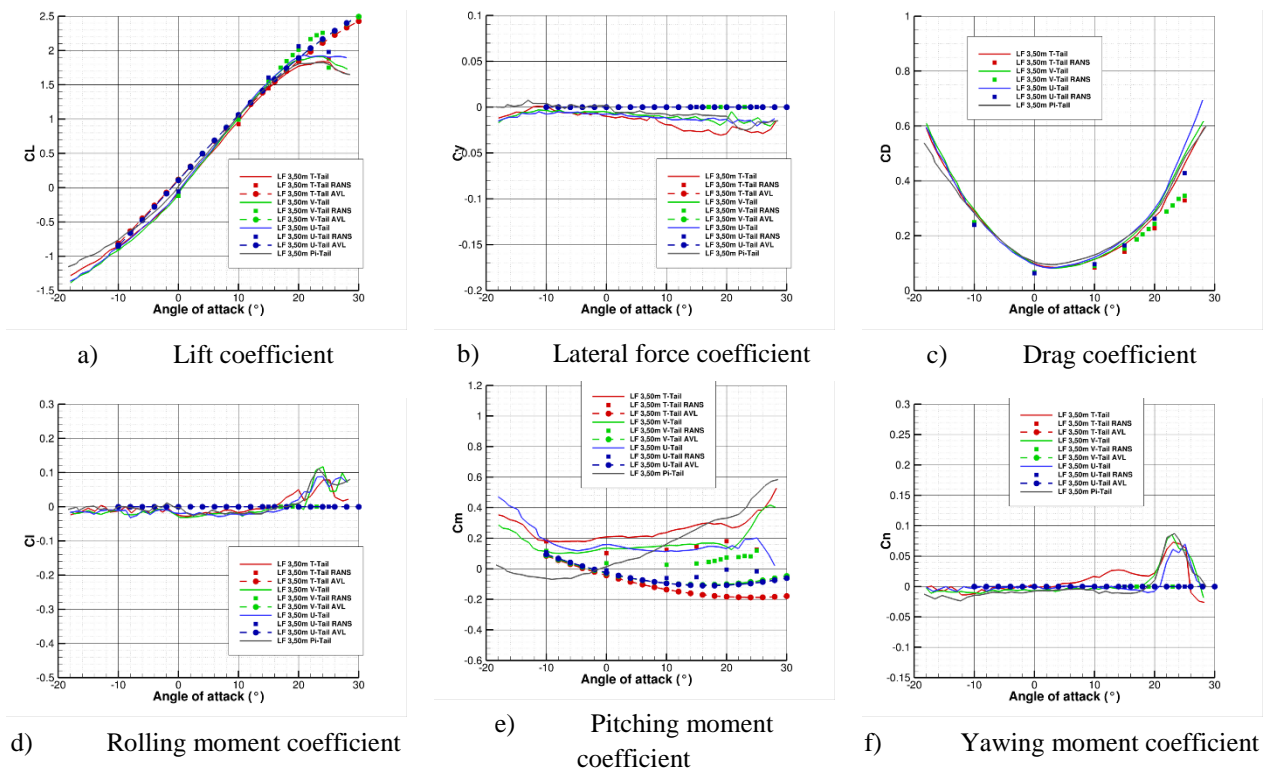 2.5
2
1.5
1
0.5
0
-0.5
-1
-1.5
CL
-20 -10 0 10 20 30
Angle of attack (°)
LF 3,50m T-Tail
LF 3,50m T-Tail RANS
LF 3,50m T-Tail AVL
LF 3,50m V-Tail
LF 3,50m V-Tail RANS
LF 3,50m V-Tail AVL
LF 3,50m U-Tail
LF 3,50m U-Tail RANS
LF 3,50m U-Tail AVL
LF 3,50m Pi-Tail
a) Lift coefficient
0.1
0.05
0
-0.05
-0.1
-0.15
-0.2
Cy
-20 -10 0 10 20 30
Angle of attack (°)
LF 3,50m T-Tail
LF 3,50m T-Tail RANS
LF 3,50m T-Tail AVL
LF 3,50m V-Tail
LF 3,50m V-Tail RANS
LF 3,50m V-Tail AVL
LF 3,50m U-Tail
LF 3,50m U-Tail RANS
LF 3,50m U-Tail AVL
LF 3,50m Pi-Tail
b) Lateral force coefficient
1
0.8
0.6
0.4
0.2
0
CD
-20 -10 0 10 20 30
Angle of attack (°)
LF 3,50m T-Tail
LF 3,50m T-Tail RANS
LF 3,50m V-Tail
LF 3,50m V-Tail RANS
LF 3,50m U-Tail
LF 3,50m U-Tail RANS
LF 3,50m Pi-Tail
c) Drag coefficient
0.3
0.2
0.1
0
-0.1
-0.2
-0.3
-0.4
-0.5
Cl
-20 -10 0 10 20 30
Angle of attack (°)
LF 3,50m T-Tail
LF 3,50m T-Tail RANS
LF 3,50m T-Tail AVL
LF 3,50m V-Tail
LF 3,50m V-Tail RANS
LF 3,50m V-Tail AVL
LF 3,50m U-Tail
LF 3,50m U-Tail RANS
LF 3,50m U-Tail AVL
LF 3,50m Pi-Tail
d) Rolling moment coefficient
1.2
1
0.8
0.6
0.4
0.2
0
-0.2
-0.4
-0.6
Cm
-20 -10 0 10 20 30
Angle of attack (°)
LF 3,50m T-Tail
LF 3,50m T-Tail RANS
LF 3,50m T-Tail AVL
LF 3,50m V-Tail
LF 3,50m V-Tail RANS
LF 3,50m V-Tail AVL
LF 3,50m U-Tail
LF 3,50m U-Tail RANS
LF 3,50m U-Tail AVL
LF 3,50m Pi-Tail
e) Pitching moment
coefficient
0.3
0.25
0.2
0.15
0.1
0.05
0
-0.05
-0.1
-0.15
Cn
-20 -10 0 10 20 30
Angle of attack (°)
LF 3,50m T-Tail
LF 3,50m T-Tail RANS
LF 3,50m T-Tail AVL
LF 3,50m V-Tail
LF 3,50m V-Tail RANS
LF 3,50m V-Tail AVL
LF 3,50m U-Tail
LF 3,50m U-Tail RANS
LF 3,50m U-Tail AVL
LF 3,50m Pi-Tail
f) Yawing moment coefficient